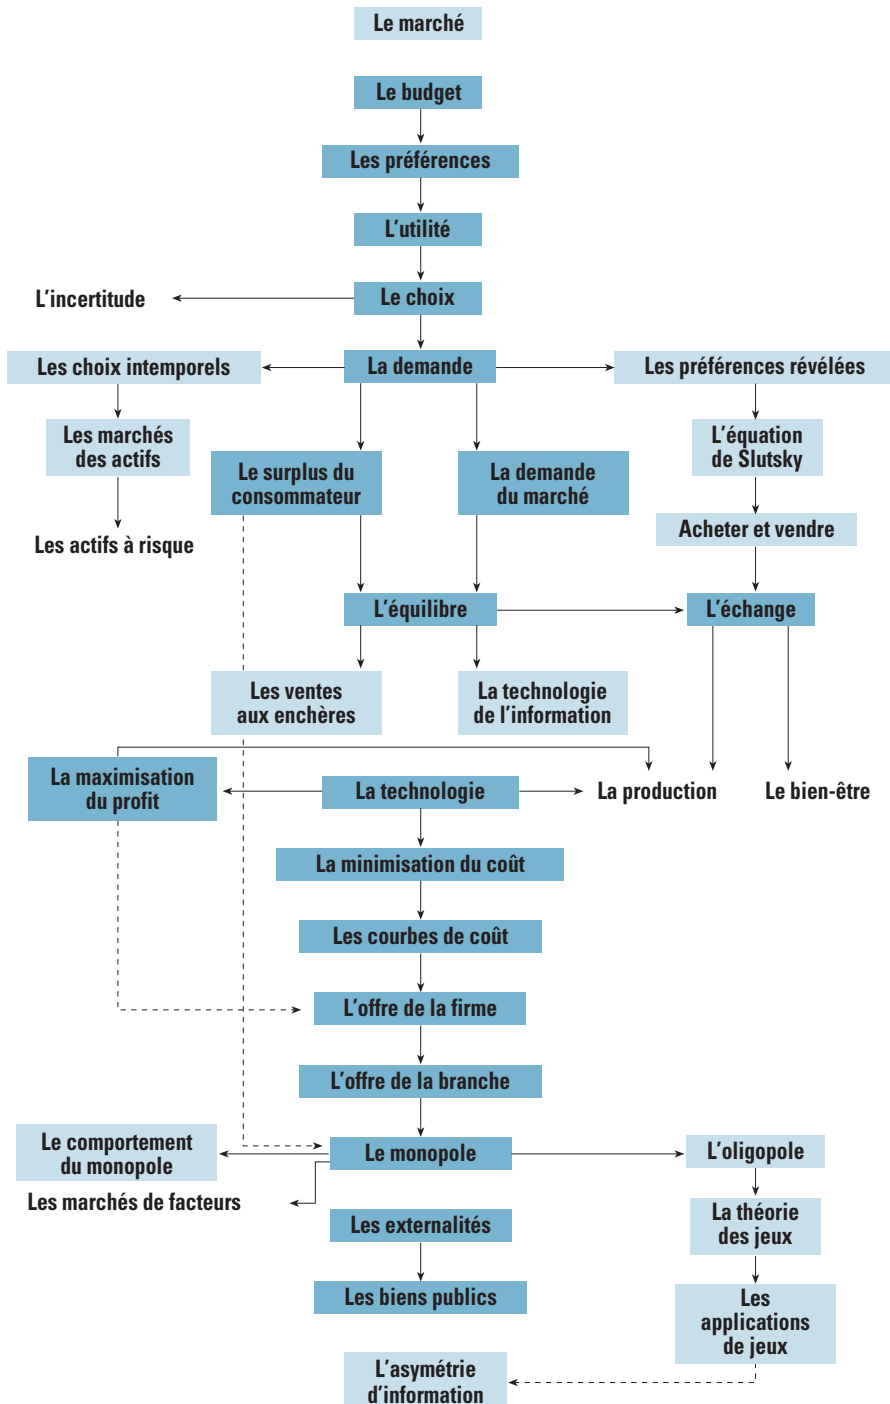 Le marché
Le budget
Les préférences
L'utilité
L'incertitude
Le choix
Les choix intemporels
La demande
Les préférences révélées
Les marchés
des actifs
L'équation
de Slutsky
Le surplus du
consommateur
La demande
du marché
Les actifs à risque
Acheter et vendre
L'équilibre
L'échange
Les ventes
aux enchères
La technologie
de l'information
La maximisation
du profit
La technologie
La production
Le bien-être
La minimisation du coût
Les courbes de coût
L'offre de la firme
L'offre de la branche
Le comportement
du monopole
Le monopole
L'oligopole
Les marchés de facteurs
La théorie
des jeux
Les externalités
Les biens publics
Les
applications
de jeux
L'asymétrie
d'information